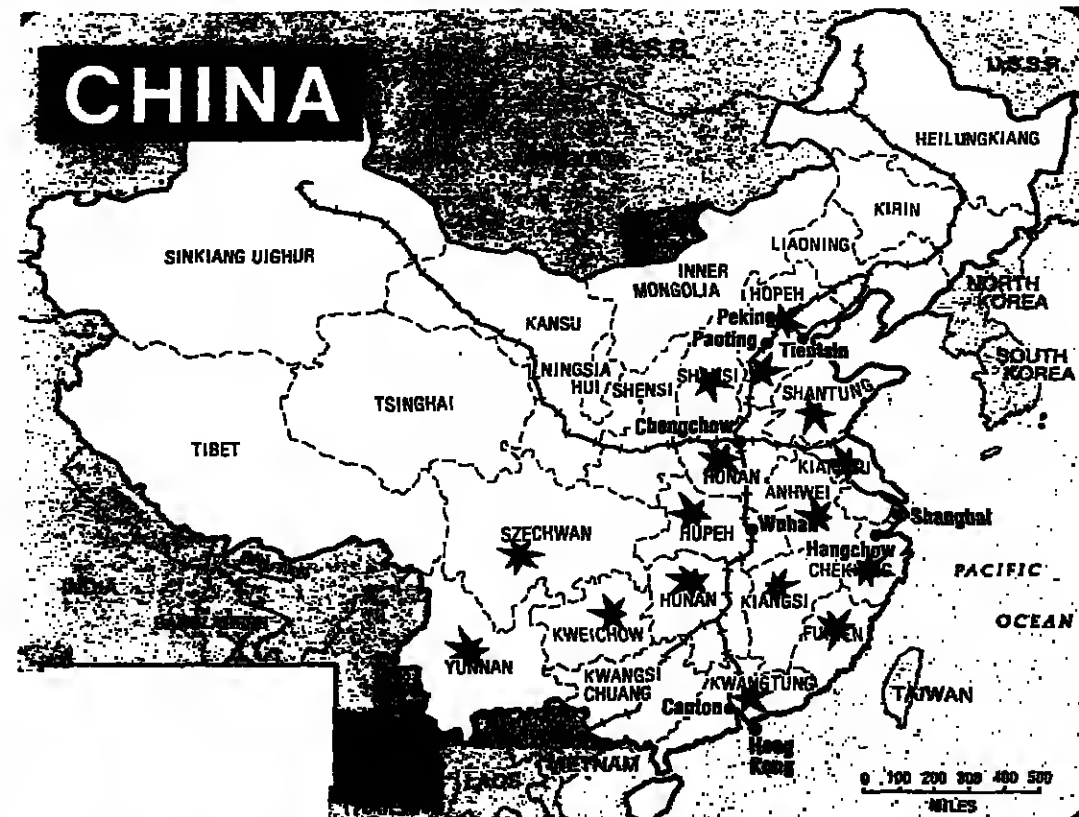 CHINA
U.S.S.R.
HEILUNGKIANG
KIRIN
LIAONING
SINKIANG UIGHUR
INNER
MONGOLIA
HOPEH
NORTH
KOREA
Peking
KANSU
Paoting
Tientsin
SOUTH
KOREA
NINGSIA
HUI
SHENSI
SHANSI
SHANTUNG
TSINGHAI
Chengchow
TIBET
HUNAN
ANHWEI
Shanghai
SZECHWAN
HUPEH
Wuhan
Hangchow
PACIFIC
OCEAN
HUNAN
KIANGSI
KWEICHOW
YUNNAN
KWANGSI
CHUANG
KWANGTUNG
TAIWAN
Canton
Hong
Kong
VIETNAM
LAOS
0 100 200 300 400 500
MILES